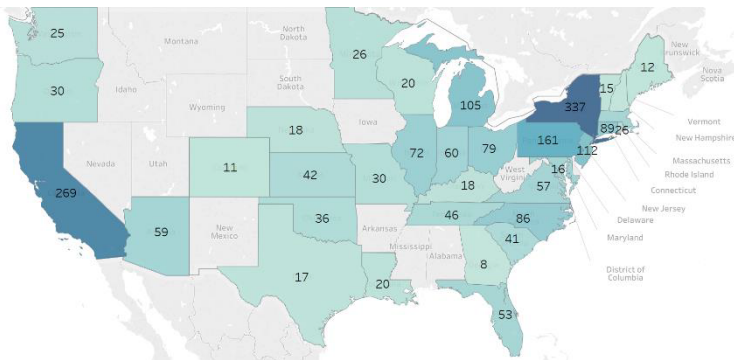 25
Montana
North
Dakota
26
New
Brunswick
12
Nova
Scotia
30
Idaho
South
Dakota
20
105
15
337
Wyoming
Vermont
18
Iowa
89
26
New Hampshire
Nevada
Utah
72
60
79
161
112
Massachusetts
269
11
42
30
West
Virginia
16
57
Rhode Island
18
Connecticut
59
New
Mexico
36
Arkansas
46
86
New Jersey
Delaware
Mississippi
Alabama
41
Maryland
17
20
8
District of
Columbia
53